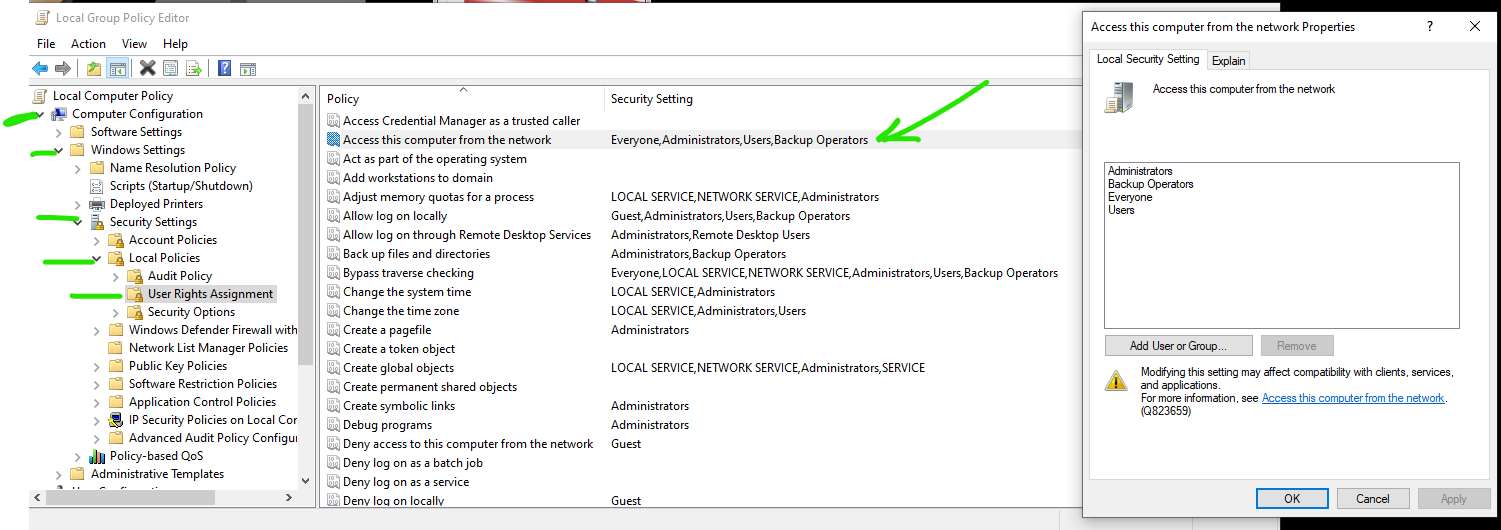 Local Group Policy Editor
File Action View Help
Local Computer Policy
Computer Configuration
Software Settings
Windows Settings
Name Resolution Policy
Scripts (Startup/Shutdown)
Deployed Printers
Security Settings
Account Policies
Local Policies
Audit Policy
User Rights Assignment
Security Options
Windows Defender Firewall with
Network List Manager Policies
Public Key Policies
Software Restriction Policies
Application Control Policies
IP Security Policies on Local Cor
Advanced Audit Policy Configur
Policy-based QoS
Administrative Templates
Policy Security Setting
Access Credential Manager as a trusted caller
Access this computer from the network Everyone,Administrators,Users,Backup Operators
Act as part of the operating system
Add workstations to domain
Adjust memory quotas for a process LOCAL SERVICE,NETWORK SERVICE,Administrators
Allow log on locally Guest,Administrators,Users,Backup Operators
Allow log on through Remote Desktop Services Administrators,Remote Desktop Users
Back up files and directories Administrators,Backup Operators
Bypass traverse checking Everyone,LOCAL SERVICE,NETWORK SERVICE,Administrators,Users,Backup Operators
Change the system time LOCAL SERVICE,Administrators
Change the time zone LOCAL SERVICE,Administrators,Users
Create a pagefile Administrators
Create a token object
Create global objects LOCAL SERVICE,NETWORK SERVICE,Administrators,SERVICE
Create permanent shared objects
Create symbolic links Administrators
Debug programs Administrators
Deny access to this computer from the network Guest
Deny log on as a batch job
Deny log on as a service
Deny log on locally Guest
Access this computer from the network Properties
Local Security Setting Explain
Access this computer from the network
Administrators
Backup Operators
Everyone
Users
Add User or Group... Remove
Modifying this setting may affect compatibility with clients, services,
and applications.
For more information, see Access this computer from the network.
(Q823659)
OK Cancel Apply